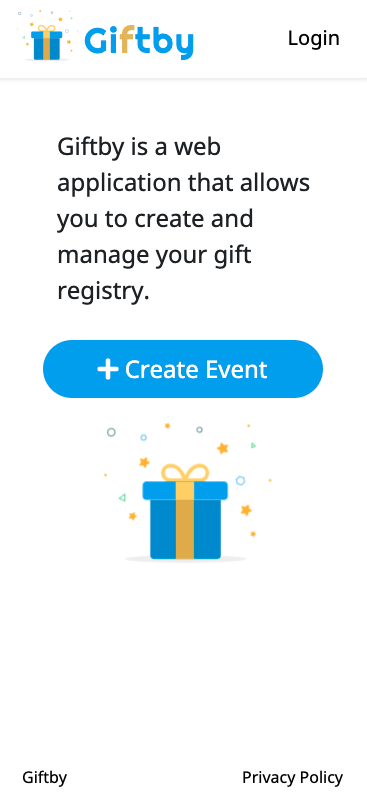 Giftby
Login
Giftby is a web
application that allows
you to create and
manage your gift
registry.
Create Event
Giftby
Privacy Policy